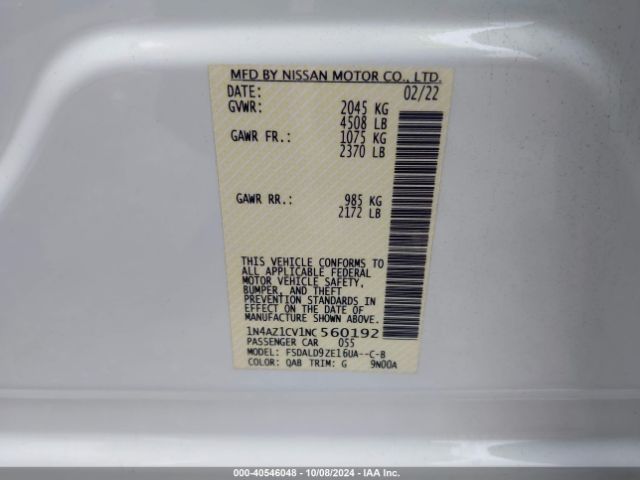 MFD BY NISSAN MOTOR CO., LTD.
DATE: 02/22
GVWR: 2045 KG
4508 LB
GAWR FR.: 1075 KG
2370 LB
GAWR RR.: 985 KG
2172 LB
THIS VEHICLE CONFORMS TO
ALL APPLICABLE FEDERAL
MOTOR VEHICLE SAFETY,
BUMPER, AND THEFT
PREVENTION STANDARDS IN
EFFECT ON THE DATE OF
MANUFACTURE SHOWN ABOVE.
1N4AZ1CV1NC560192
PASSENGER CAR 055
MODEL: FSDALD9ZE16UA--C-B
COLOR: QAB TRIM: G 9N00A
000-40546048 - 10/08/2024 - IAA Inc.